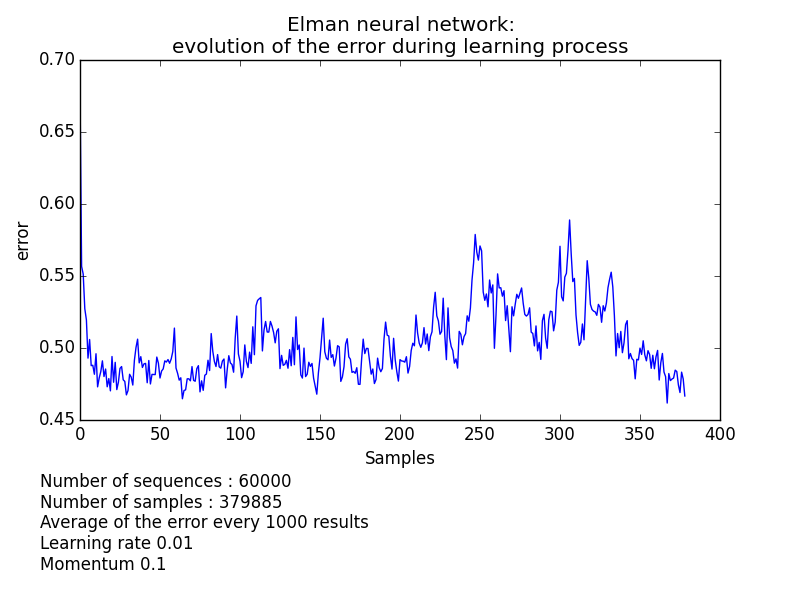 Elman neural network:
evolution of the error during learning process
0.70
0.65
0.60
0.55
0.50
0.45
error
0 50 100 150 200 250 300 350 400
Samples
Number of sequences : 60000
Number of samples : 379885
Average of the error every 1000 results
Learning rate 0.01
Momentum 0.1